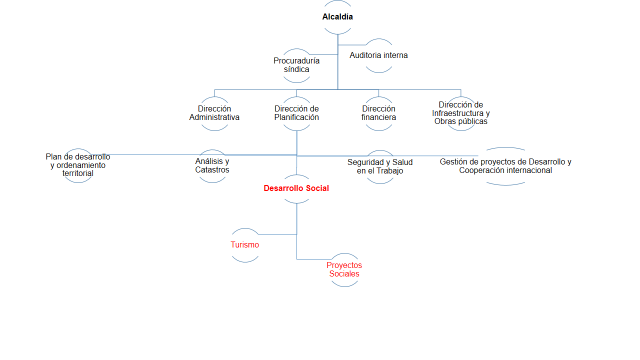 Alcaldía
Auditoria interna
Procuraduría
síndica
Dirección
Administrativa
Dirección de
Planificación
Dirección
financiera
Dirección de
Infraestructura y
Obras públicas
Plan de desarrollo
y ordenamiento
territorial
Análisis y
Catastros
Seguridad y Salud
en el Trabajo
Gestión de proyectos de Desarrollo y
Cooperación internacional
Desarrollo Social
Turismo
Proyectos
Sociales